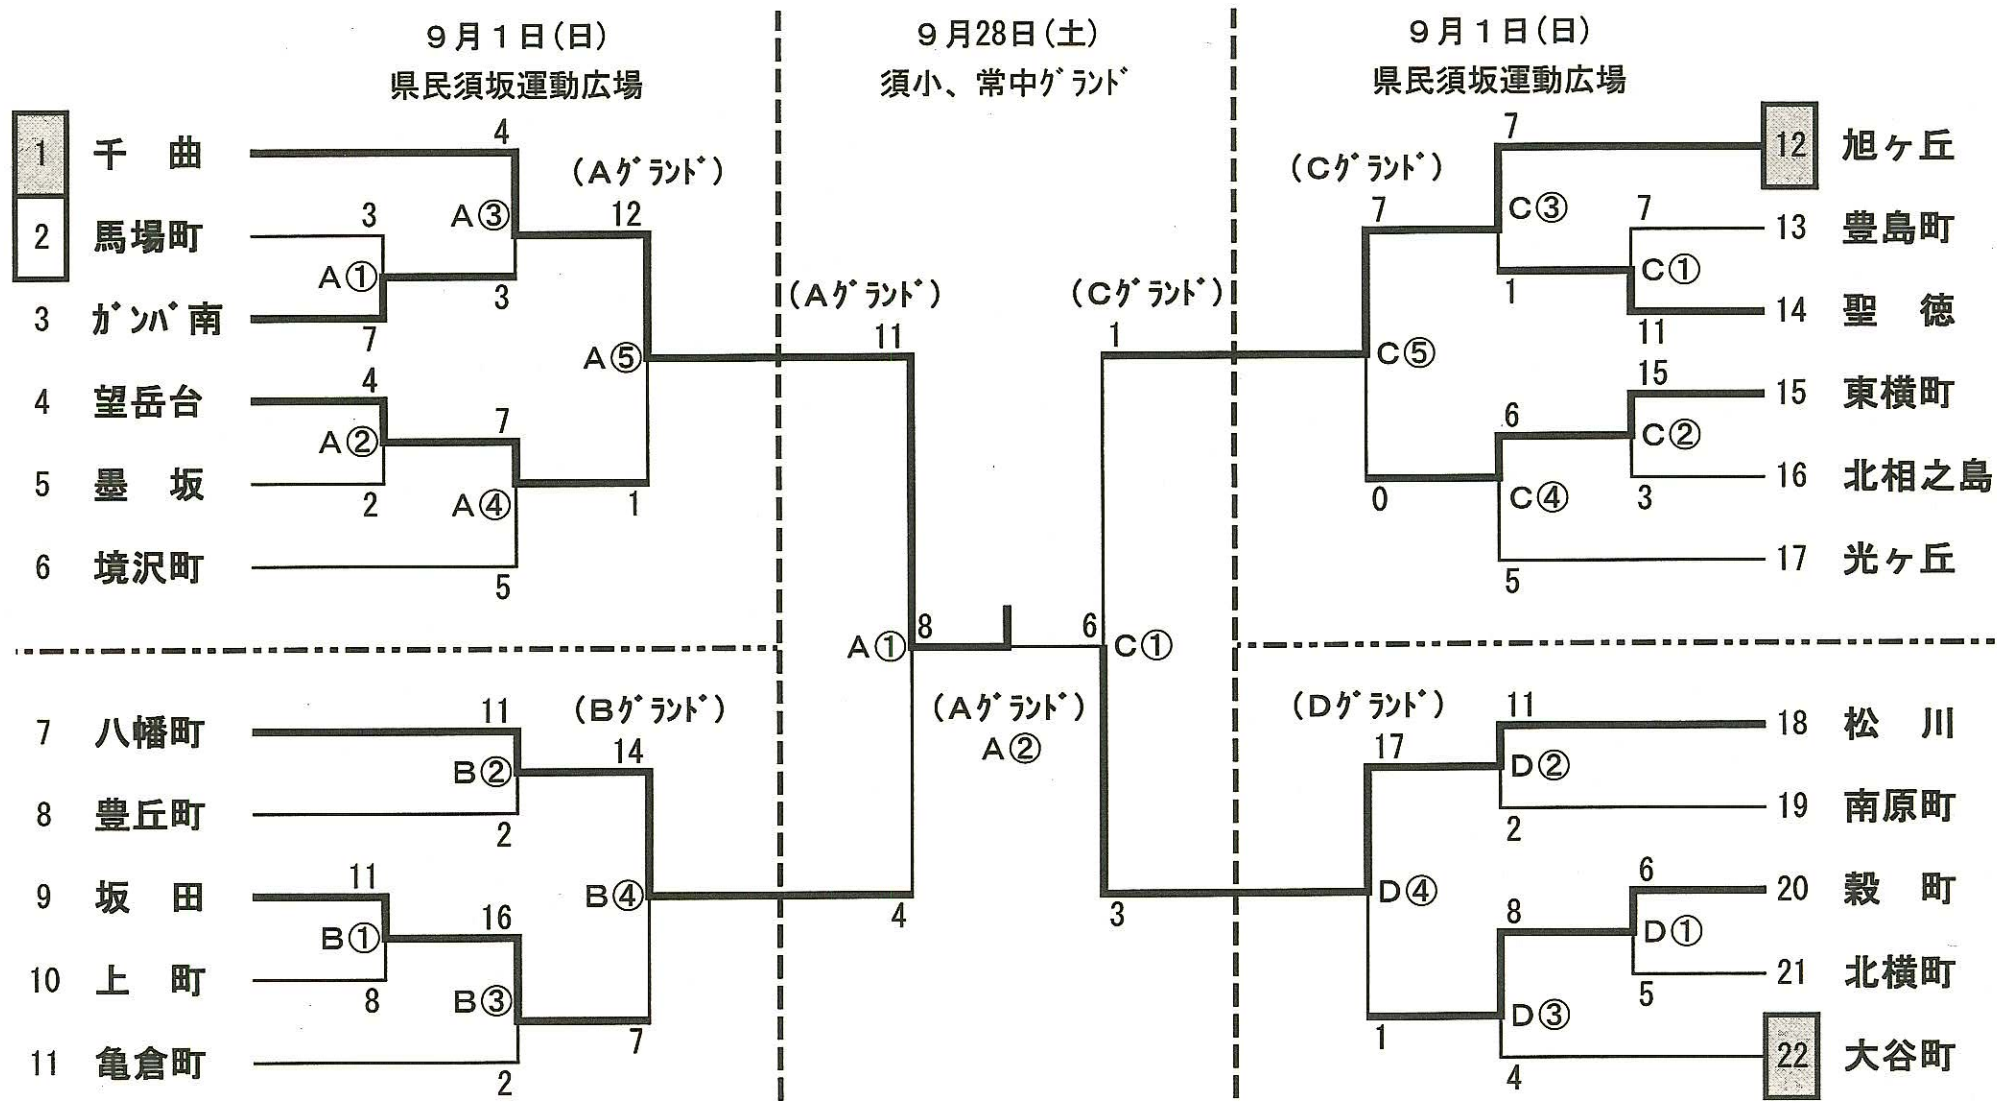 9月1日(日)
県民須坂運動広場
9月28日(土)
須小、常中グランド
9月1日(日)
県民須坂運動広場
1 千 曲
4
(Aグランド)
2 馬場町
3
A③
12
A①
3 ガンバ南
7
3
A⑤
4 望岳台
4
A②
7
5 墨 坂
2
A④
1
6 境沢町
5
7 八幡町
11
(Bグランド)
B②
14
8 豊丘町
2
9 坂 田
11
B④
B①
16
10 上 町
8
B③
7
11 亀倉町
2
(Aグランド)
11
(Cグランド)
1
A①
8
6
C①
(Aグランド)
A②
4
3
7
12 旭ヶ丘
(Cグランド)
7
C③
7
13 豊島町
C①
1
14 聖 徳
11
C⑤
15
15 東横町
6
C②
0
C④
16 北相之島
3
17 光ヶ丘
5
(Dグランド)
11
18 松 川
17
D②
19 南原町
2
D④
6
20 穀 町
8
D①
21 北横町
5
1
D③
22 大谷町
4